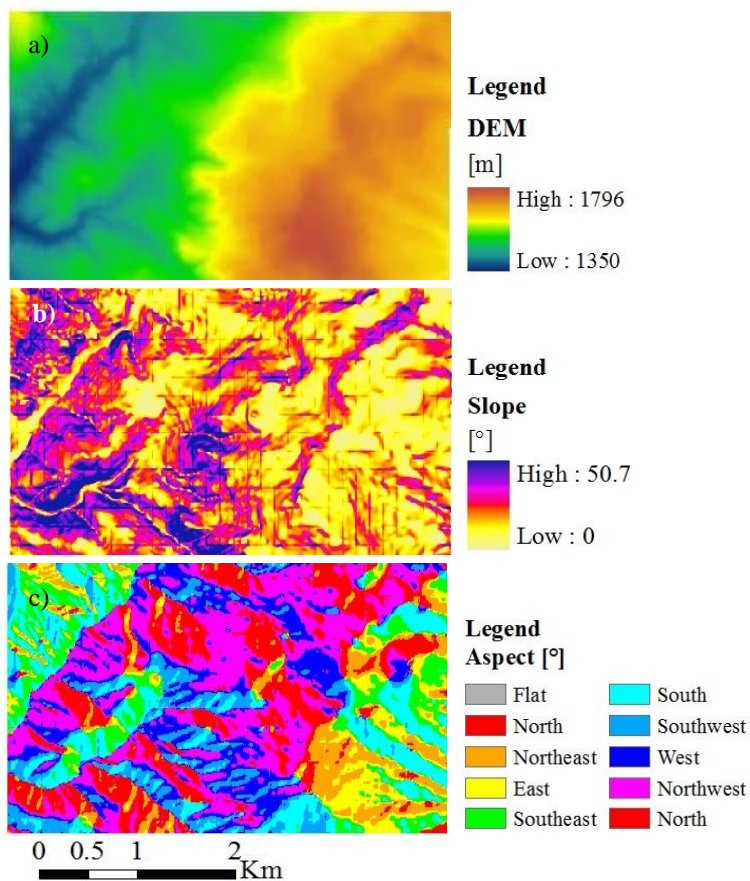 a)
Legend
DEM
[m]
High : 1796
Low : 1350
b)
Legend
Slope
[°]
High : 50.7
Low : 0
c)
Legend
Aspect [°]
Flat
North
Northeast
East
Southeast
South
Southwest
West
Northwest
North
0 0.5 1 2
Km